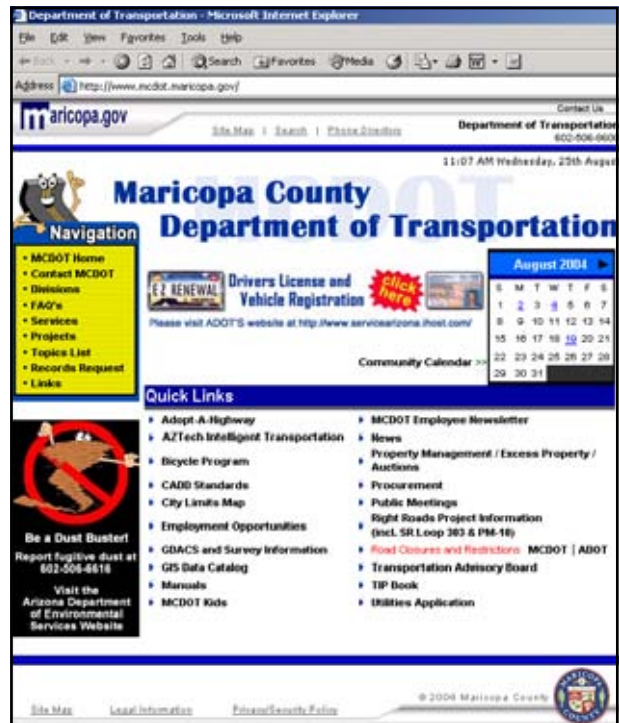 Department of Transportation - Microsoft Internet Explorer
File Edit View Favorites Tools Help
Back Search Favorites Media
Address http://www.mcdot.maricopa.gov/
maricopa.gov
Contact Us
Site Map | Search | Phone Directory
Department of Transportation
602-506-8600
11:07 AM Wednesday, 25th August
MCDOT
Maricopa County
Department of Transportation
Navigation
• MCDOT Home
• Contact MCDOT
• Divisions
• FAQ's
• Services
• Projects
• Topics List
• Records Request
• Links
E-Z RENEWAL
Drivers License and
Vehicle Registration
click
here
Please visit ADOT'S website at http://www.servicearizona.ihost.com/
Community Calendar >>
August 2004
S M T W T F S
1 2 3 4 5 6 7
8 9 10 11 12 13 14
15 16 17 18 19 20 21
22 23 24 25 26 27 28
29 30 31
Quick Links
Adopt-A-Highway
AZTech Intelligent Transportation
Bicycle Program
CADD Standards
City Limits Map
Employment Opportunities
GDACS and Survey Information
GIS Data Catalog
Manuals
MCDOT Kids
MCDOT Employee Newsletter
News
Property Management / Excess Property /
Auctions
Procurement
Public Meetings
Right Roads Project Information
(incl. SR Loop 303 & PM-10)
Road Closures and Restrictions MCDOT | ADOT
Transportation Advisory Board
TIP Book
Utilities Application
Be a Dust Buster!
Report fugitive dust at
602-506-6616
Visit the
Arizona Department
of Environmental
Services Website
© 2004 Maricopa County
MARICOPA
COUNTY
Site Map Legal Information Privacy/Security Policy